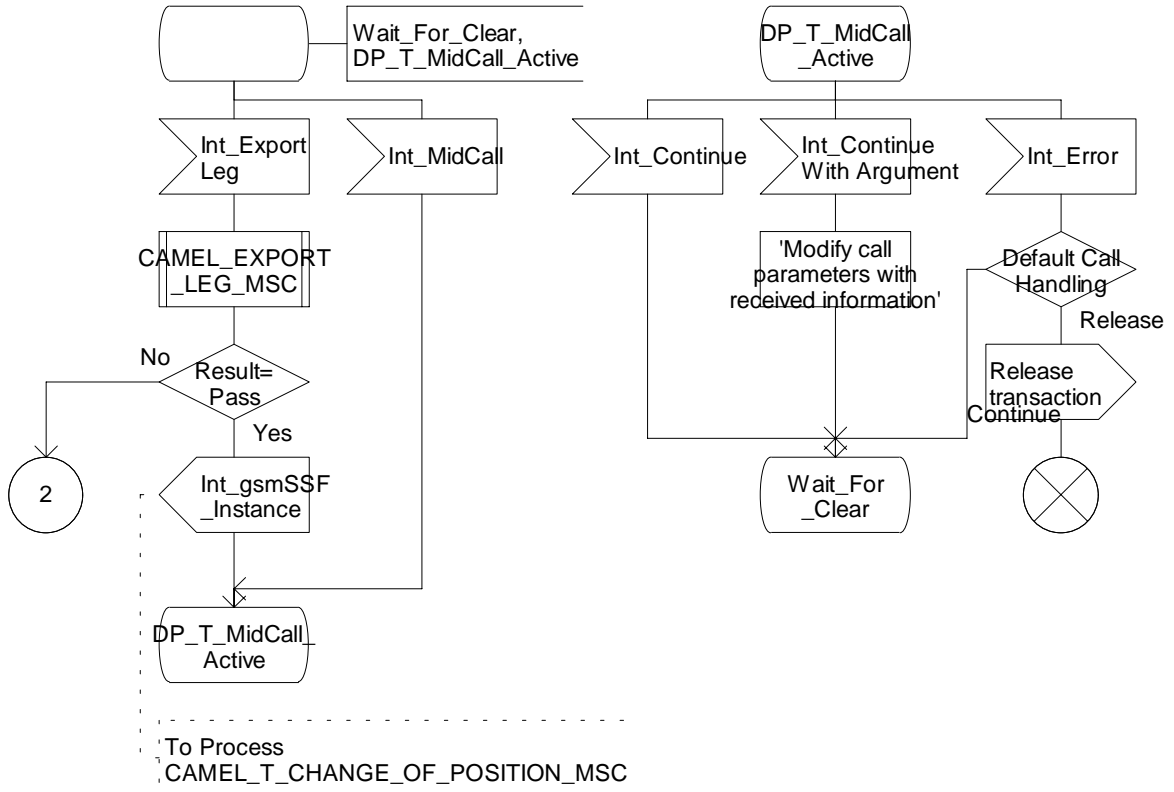 Wait_For_Clear,
DP_T_MidCall_Active
Int_Export
Leg
Int_MidCall
CAMEL_EXPORT
_LEG_MSC
No
Result=
Pass
Yes
2
Int_gsmSSF
_Instance
DP_T_MidCall_
Active
To Process
CAMEL_T_CHANGE_OF_POSITION_MSC
DP_T_MidCall
_Active
Int_Continue
Int_Continue
With Argument
Int_Error
'Modify call
parameters with
received information'
Default Call
Handling
Release
Release
transaction
Continue
Wait_For
_Clear